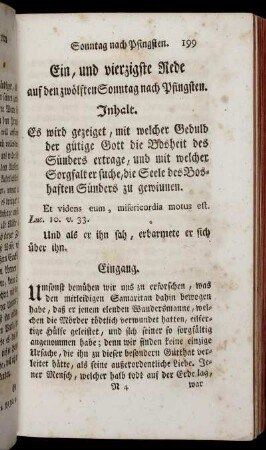 Sonntag nach Pfingsten. 199
Ein, und vierzigste Rede
auf den zwölften Sonntag nach Pfingsten.
Inhalt.
Es wird gezeiget, mit welcher Geduld
der gütige Gott die Bosheit des
Sünders ertrage, und mit welcher
Sorgfalt er suche, die Seele des Bos-
haften Sünders zu gewinnen.
Et videns eum, misericordia motus est.
Luc. 10. v. 33.
Und als er ihn sah, erbarmete er sich
über ihn.
Eingang.
Umsonst bemühen wir uns zu erforschen, was
den mitleidigen Samaritan dahin bewogen
habe, daß er jenem elenden Wandersmanne, wel-
chen die Mörder tödtlich verwundet hatten, eilfer-
tige Hülfe geleistet, und sich seiner so sorgfältig
angenommen habe; denn wir finden keine einzige
Ursache, die ihn zu dieser besondern Gutthat ver-
leitet hätte, als seine außerordentliche Liebe. Je-
ner Mensch, welcher halb todt auf der Erde lag,
N 4 war